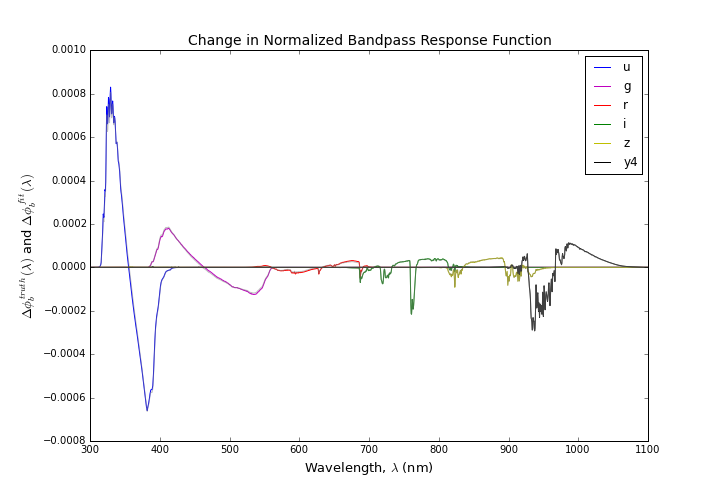 Change in Normalized Bandpass Response Function
0.0010
0.0008
0.0006
0.0004
0.0002
0.0000
−0.0002
−0.0004
−0.0006
−0.0008
Δϕ_b^{truth}(λ) and Δϕ_b^{fit}(λ)
u
g
r
i
z
y4
300 400 500 600 700 800 900 1000 1100
Wavelength, λ (nm)